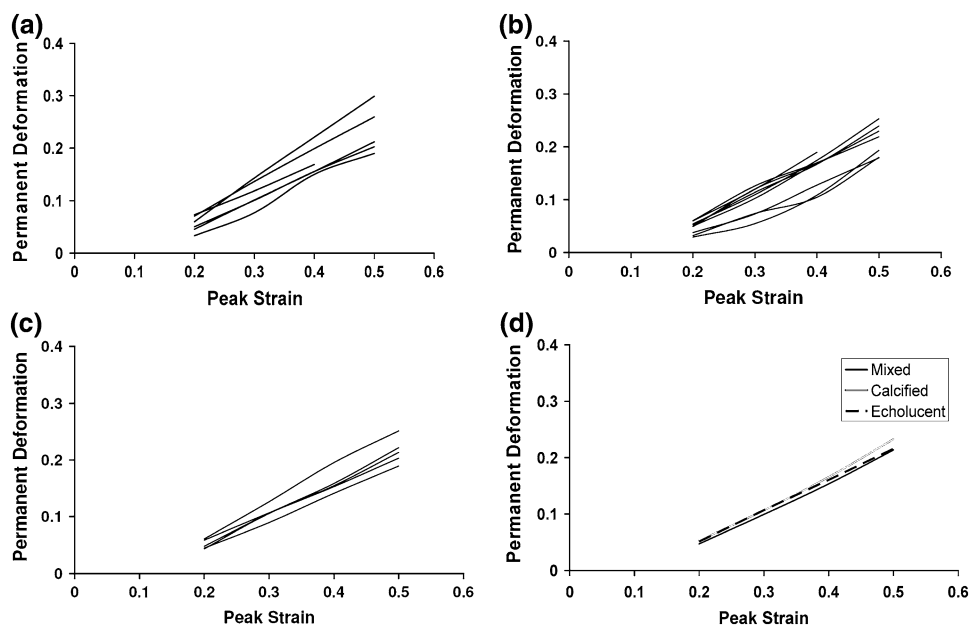 (a)
Permanent Deformation
0.4
0.3
0.2
0.1
0
0 0.1 0.2 0.3 0.4 0.5 0.6
Peak Strain
(b)
Permanent Deformation
0.4
0.3
0.2
0.1
0
0 0.1 0.2 0.3 0.4 0.5 0.6
Peak Strain
(c)
Permanent Deformation
0.4
0.3
0.2
0.1
0
0 0.1 0.2 0.3 0.4 0.5 0.6
Peak Strain
(d)
Permanent Deformation
0.4
0.3
0.2
0.1
0
0 0.1 0.2 0.3 0.4 0.5 0.6
Peak Strain
Mixed
Calcified
Echolucent